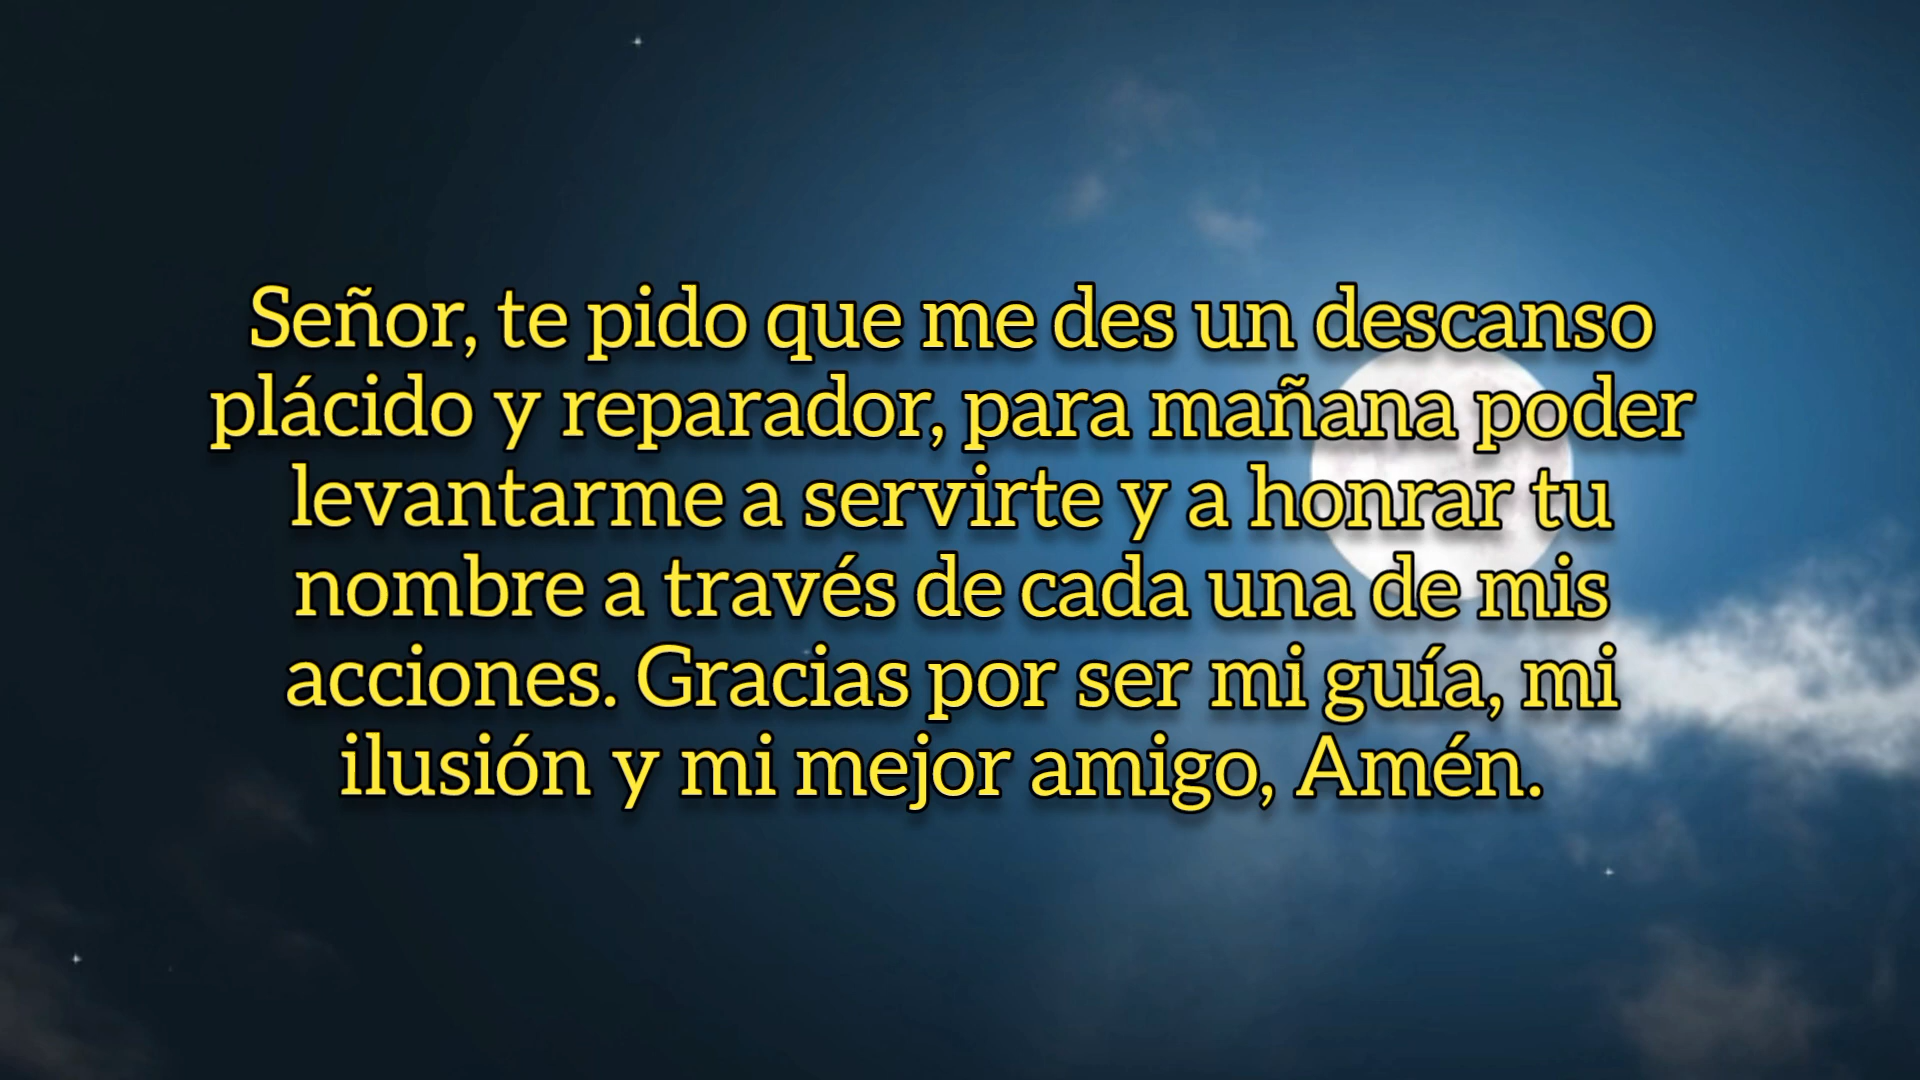 Señor, te pido que me des un descanso
plácido y reparador, para mañana poder
levantarme a servirte y a honrar tu
nombre a través de cada una de mis
acciones. Gracias por ser mi guía, mi
ilusión y mi mejor amigo, Amén.